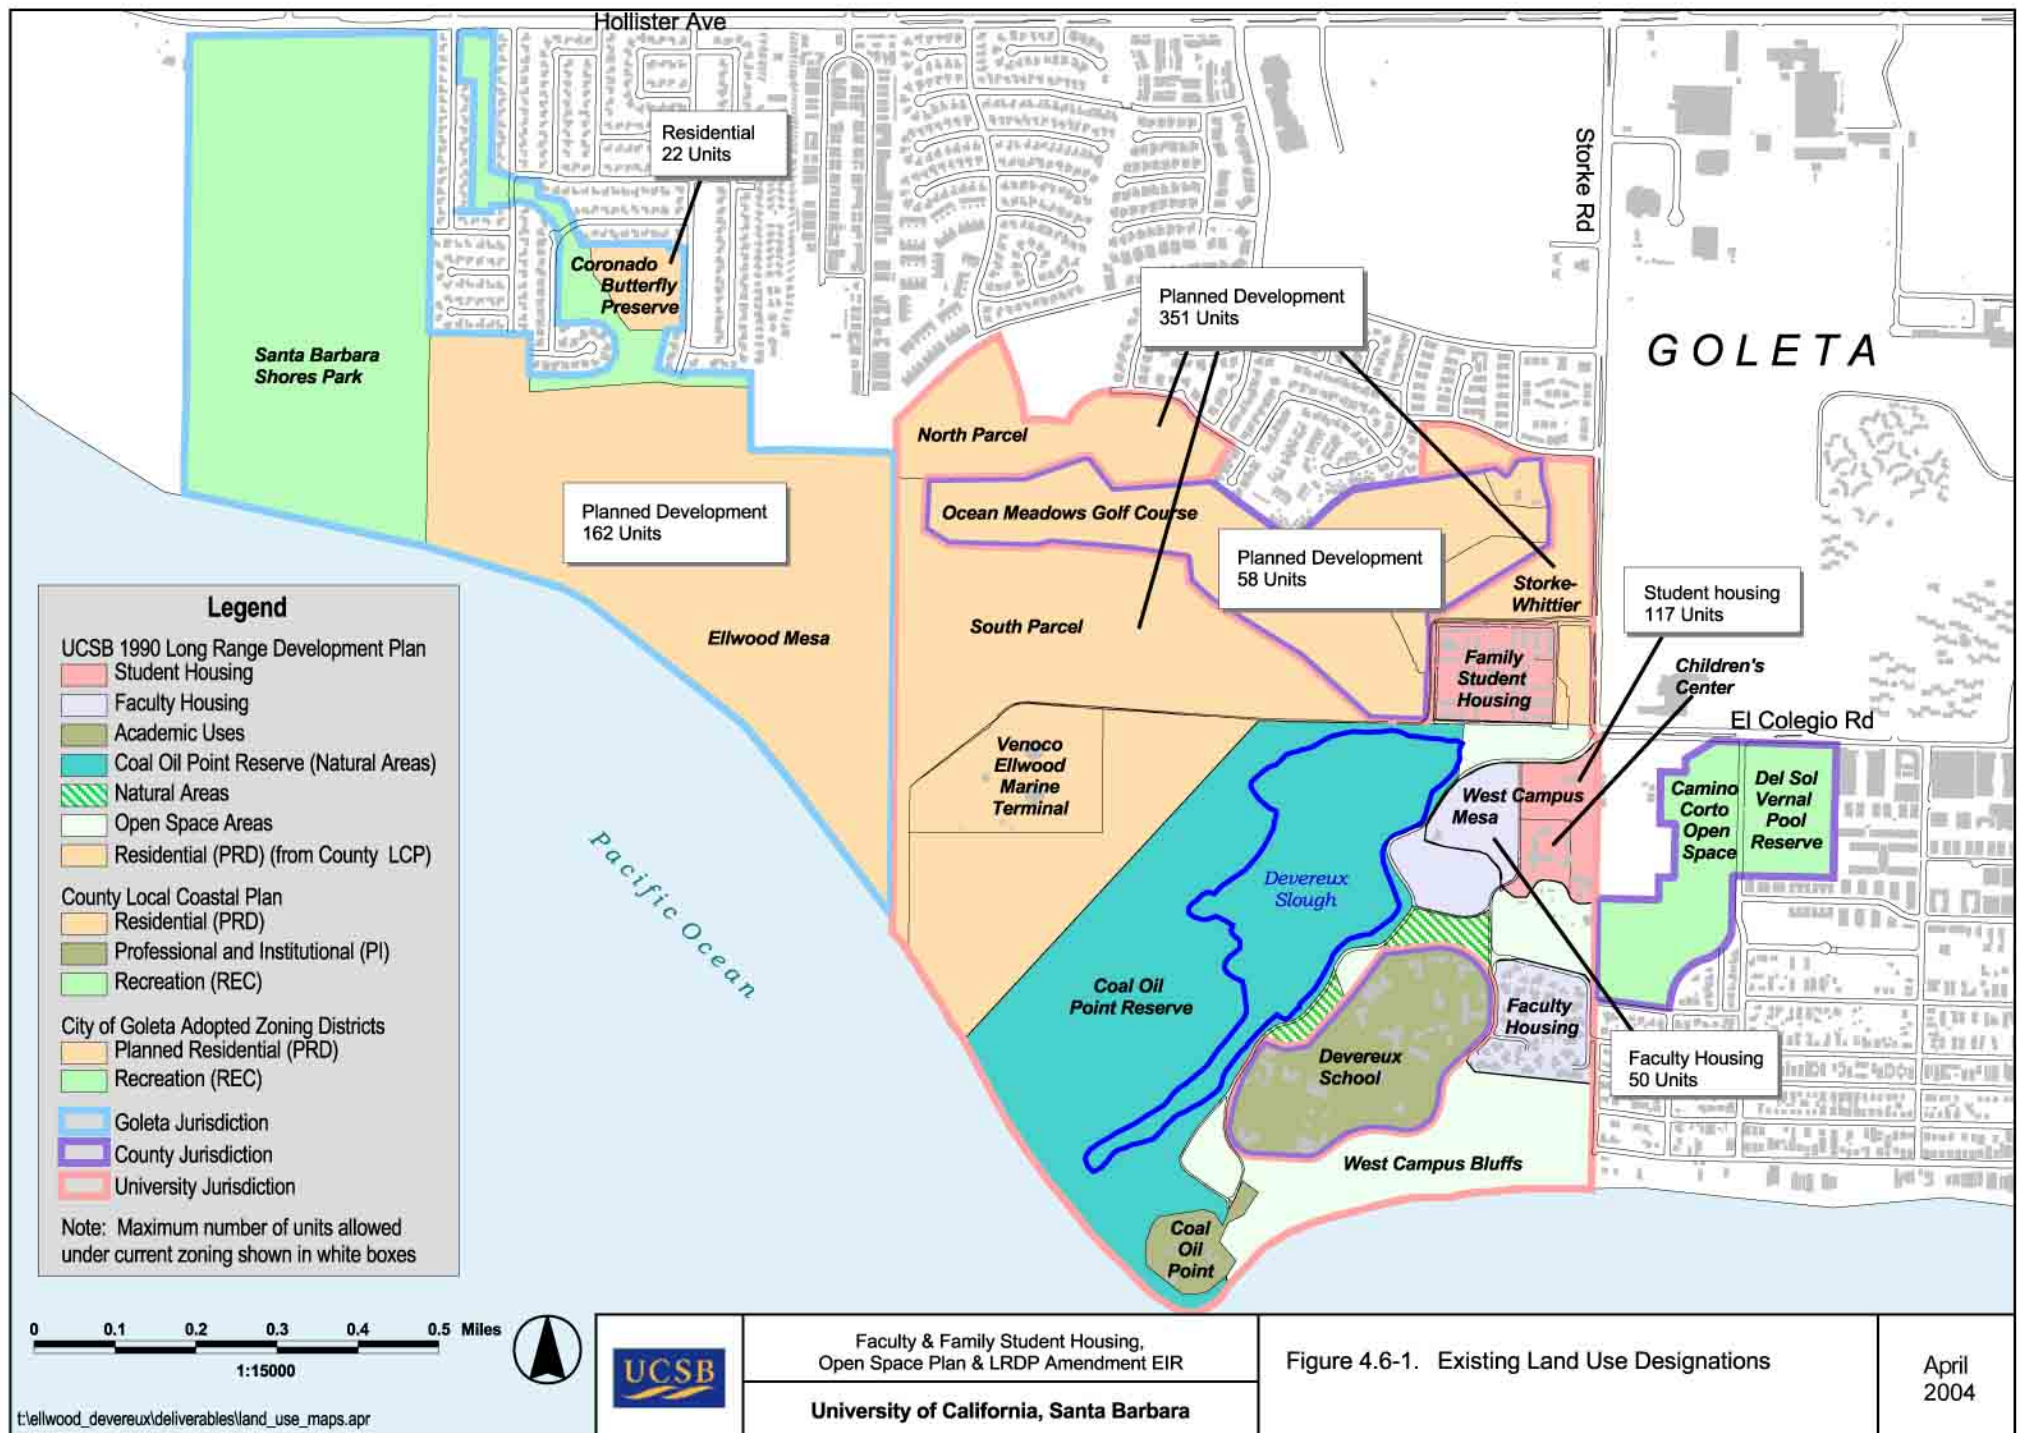 Hollister Ave
Residential
22 Units
Storke Rd
Coronado
Butterfly
Preserve
Planned Development
351 Units
GOLETA
Santa Barbara
Shores Park
North Parcel
Planned Development
162 Units
Ocean Meadows Golf Course
Planned Development
58 Units
Storke-
Whittier
Student housing
117 Units
Ellwood Mesa
South Parcel
Family
Student
Housing
Children's
Center
El Colegio Rd
Venoco
Ellwood
Marine
Terminal
West Campus
Mesa
Camino
Corto
Open
Space
Del Sol
Vernal
Pool
Reserve
Pacific Ocean
Devereux
Slough
Coal Oil
Point Reserve
Faculty
Housing
Devereux
School
Faculty Housing
50 Units
West Campus Bluffs
Coal
Oil
Point
Legend
UCSB 1990 Long Range Development Plan
Student Housing
Faculty Housing
Academic Uses
Coal Oil Point Reserve (Natural Areas)
Natural Areas
Open Space Areas
Residential (PRD) (from County LCP)
County Local Coastal Plan
Residential (PRD)
Professional and Institutional (PI)
Recreation (REC)
City of Goleta Adopted Zoning Districts
Planned Residential (PRD)
Recreation (REC)
Goleta Jurisdiction
County Jurisdiction
University Jurisdiction
Note: Maximum number of units allowed
under current zoning shown in white boxes
0 0.1 0.2 0.3 0.4 0.5 Miles
1:15000
t:\ellwood_devereux\deliverables\land_use_maps.apr
UCSB
Faculty & Family Student Housing,
Open Space Plan & LRDP Amendment EIR
University of California, Santa Barbara
Figure 4.6-1. Existing Land Use Designations
April
2004